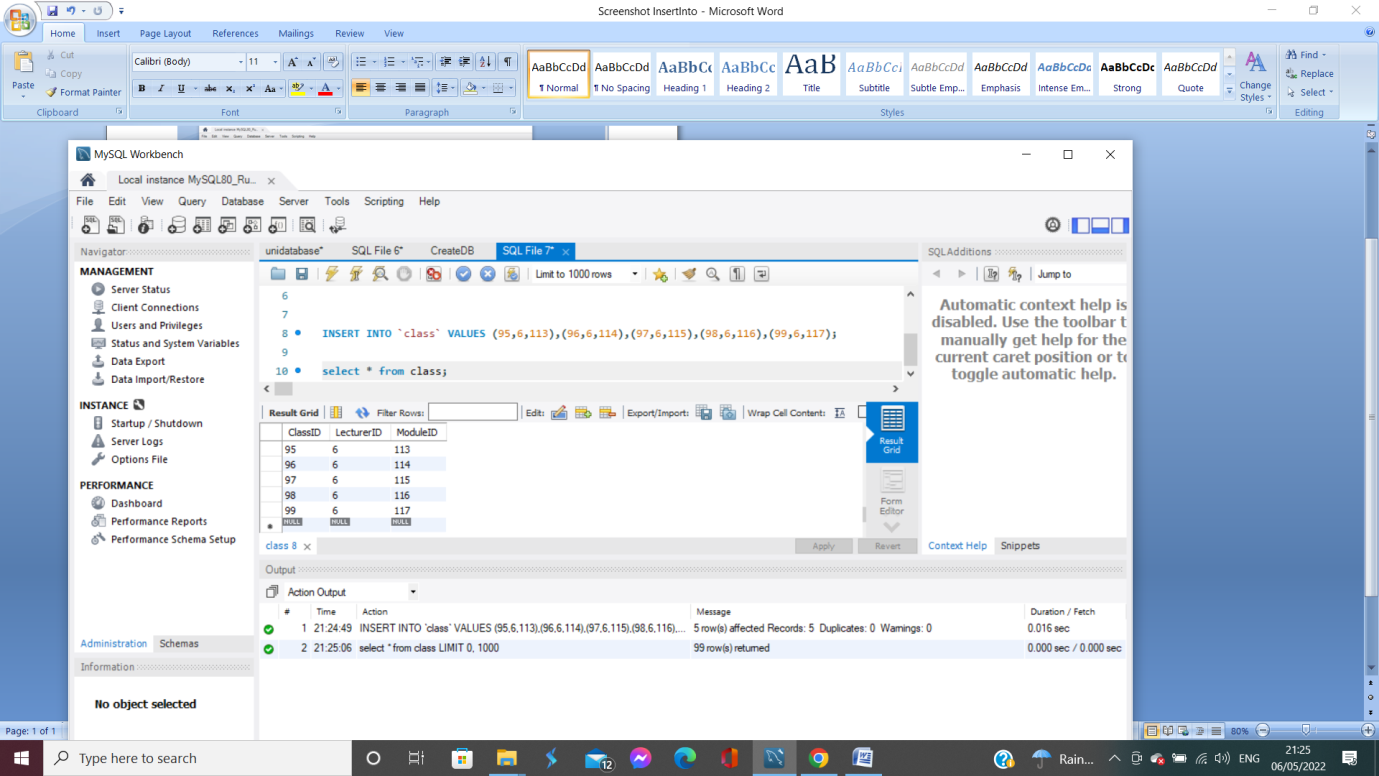 Screenshot InsertInto - Microsoft Word
Home Insert Page Layout References Mailings Review View
Paste
Cut
Copy
Format Painter
Clipboard
Calibri (Body) 11
Font
Paragraph
AaBbCcDd AaBbCcDd AaBbCc AaBbCc AaB AaBbCcI AaBbCcDd AaBbCcDd AaBbCcDd AaBbCcDc AaBbCcDd
¶ Normal ¶ No Spacing Heading 1 Heading 2 Title Subtitle Subtle Emp... Emphasis Intense Em... Strong Quote
Change Styles
Styles
Find
Replace
Select
Editing
MySQL Workbench
Local instance MySQL80_Ru...
File Edit View Query Database Server Tools Scripting Help
Navigator
MANAGEMENT
Server Status
Client Connections
Users and Privileges
Status and System Variables
Data Export
Data Import/Restore
INSTANCE
Startup / Shutdown
Server Logs
Options File
PERFORMANCE
Dashboard
Performance Reports
Performance Schema Setup
Administration Schemas
Information
No object selected
unidatabase* SQL File 6* CreateDB SQL File 7*
Limit to 1000 rows
6
7
8 INSERT INTO `class` VALUES (95,6,113),(96,6,114),(97,6,115),(98,6,116),(99,6,117);
9
10 select * from class;
Result Grid Filter Rows: Edit: Export/Import: Wrap Cell Content:
ClassID LecturerID ModuleID
95 6 113
96 6 114
97 6 115
98 6 116
99 6 117
NULL NULL NULL
Result Grid
Form Editor
class 8
Apply Revert
SQLAdditions
Jump to
Automatic context help is
disabled. Use the toolbar t
manually get help for the
current caret position or to
toggle automatic help.
Context Help Snippets
Output
Action Output
# Time Action Message Duration / Fetch
1 21:24:49 INSERT INTO `class` VALUES (95,6,113),(96,6,114),(97,6,115),(98,6,116),... 5 row(s) affected Records: 5 Duplicates: 0 Warnings: 0 0.016 sec
2 21:25:06 select * from class LIMIT 0, 1000 99 row(s) returned 0.000 sec / 0.000 sec
Page: 1 of 1
80%
Type here to search
12
Rain...
ENG
21:25
06/05/2022